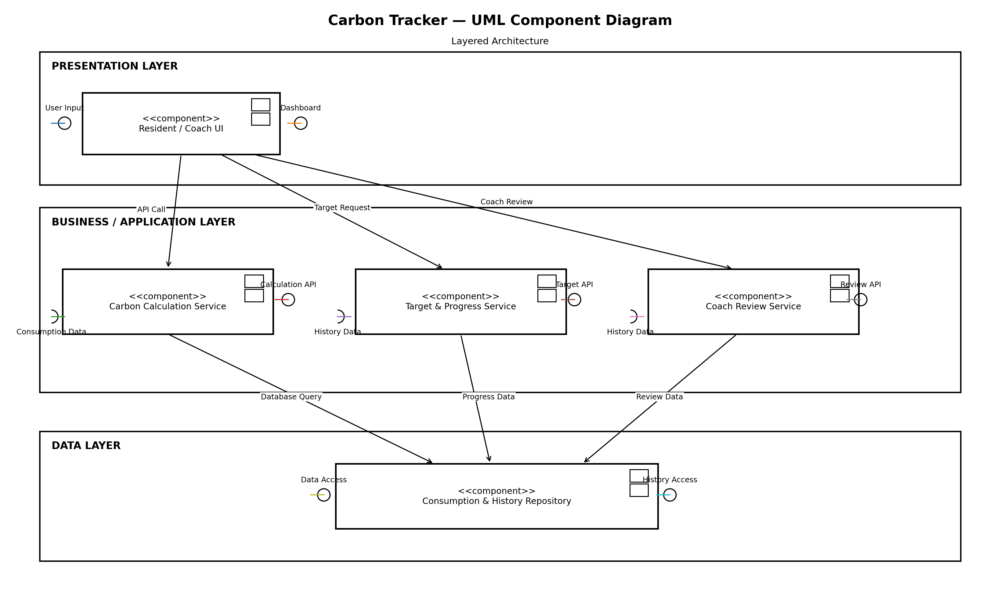 Carbon Tracker — UML Component Diagram
Layered Architecture
PRESENTATION LAYER
User Input
Dashboard
<<component>>
Resident / Coach UI
Coach Review
API Call
Target Request
BUSINESS / APPLICATION LAYER
Calculation API
Target API
Review API
<<component>>
Carbon Calculation Service
<<component>>
Target & Progress Service
<<component>>
Coach Review Service
Consumption Data
History Data
History Data
Database Query
Progress Data
Review Data
DATA LAYER
Data Access
History Access
<<component>>
Consumption & History Repository